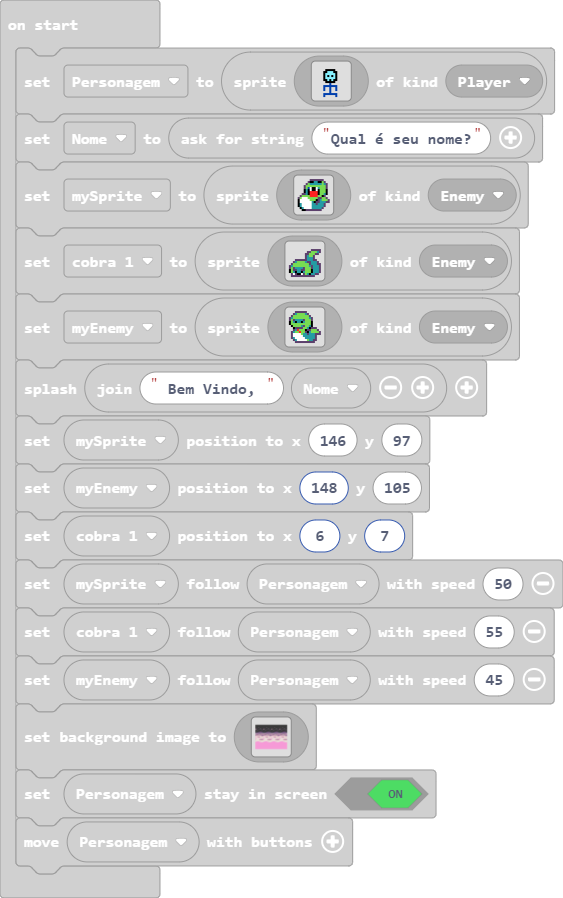 on start
set Personagem to sprite of kind Player
set Nome to ask for string "Qual é seu nome?"
set mySprite to sprite of kind Enemy
set cobra 1 to sprite of kind Enemy
set myEnemy to sprite of kind Enemy
splash join " Bem Vindo, " Nome
set mySprite position to x 146 y 97
set myEnemy position to x 148 y 105
set cobra 1 position to x 6 y 7
set mySprite follow Personagem with speed 50
set cobra 1 follow Personagem with speed 55
set myEnemy follow Personagem with speed 45
set background image to
set Personagem stay in screen ON
move Personagem with buttons